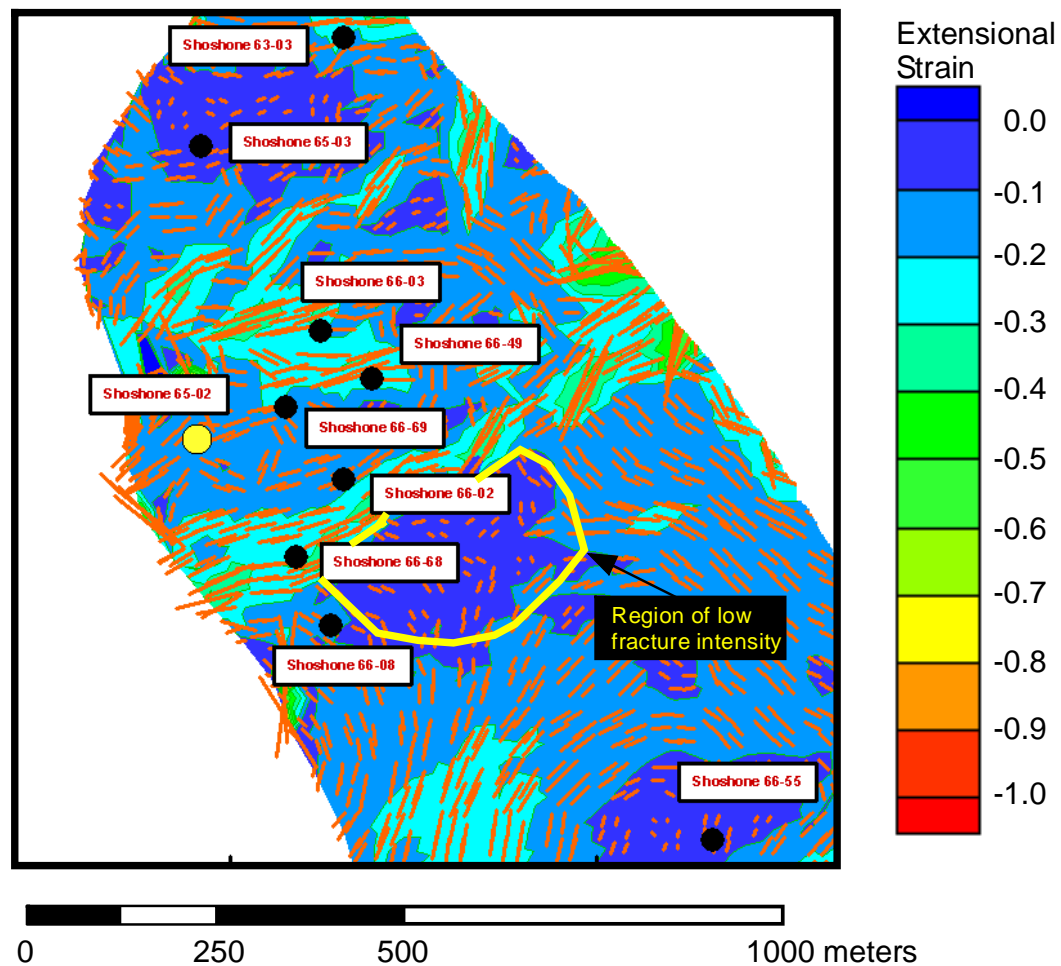 Shoshone 63-03
Shoshone 65-03
Shoshone 66-03
Shoshone 66-49
Shoshone 65-02
Shoshone 66-69
Shoshone 66-02
Shoshone 66-68
Region of low
fracture intensity
Shoshone 66-08
Shoshone 66-55
Extensional
Strain
0.0
-0.1
-0.2
-0.3
-0.4
-0.5
-0.6
-0.7
-0.8
-0.9
-1.0
0 250 500 1000 meters